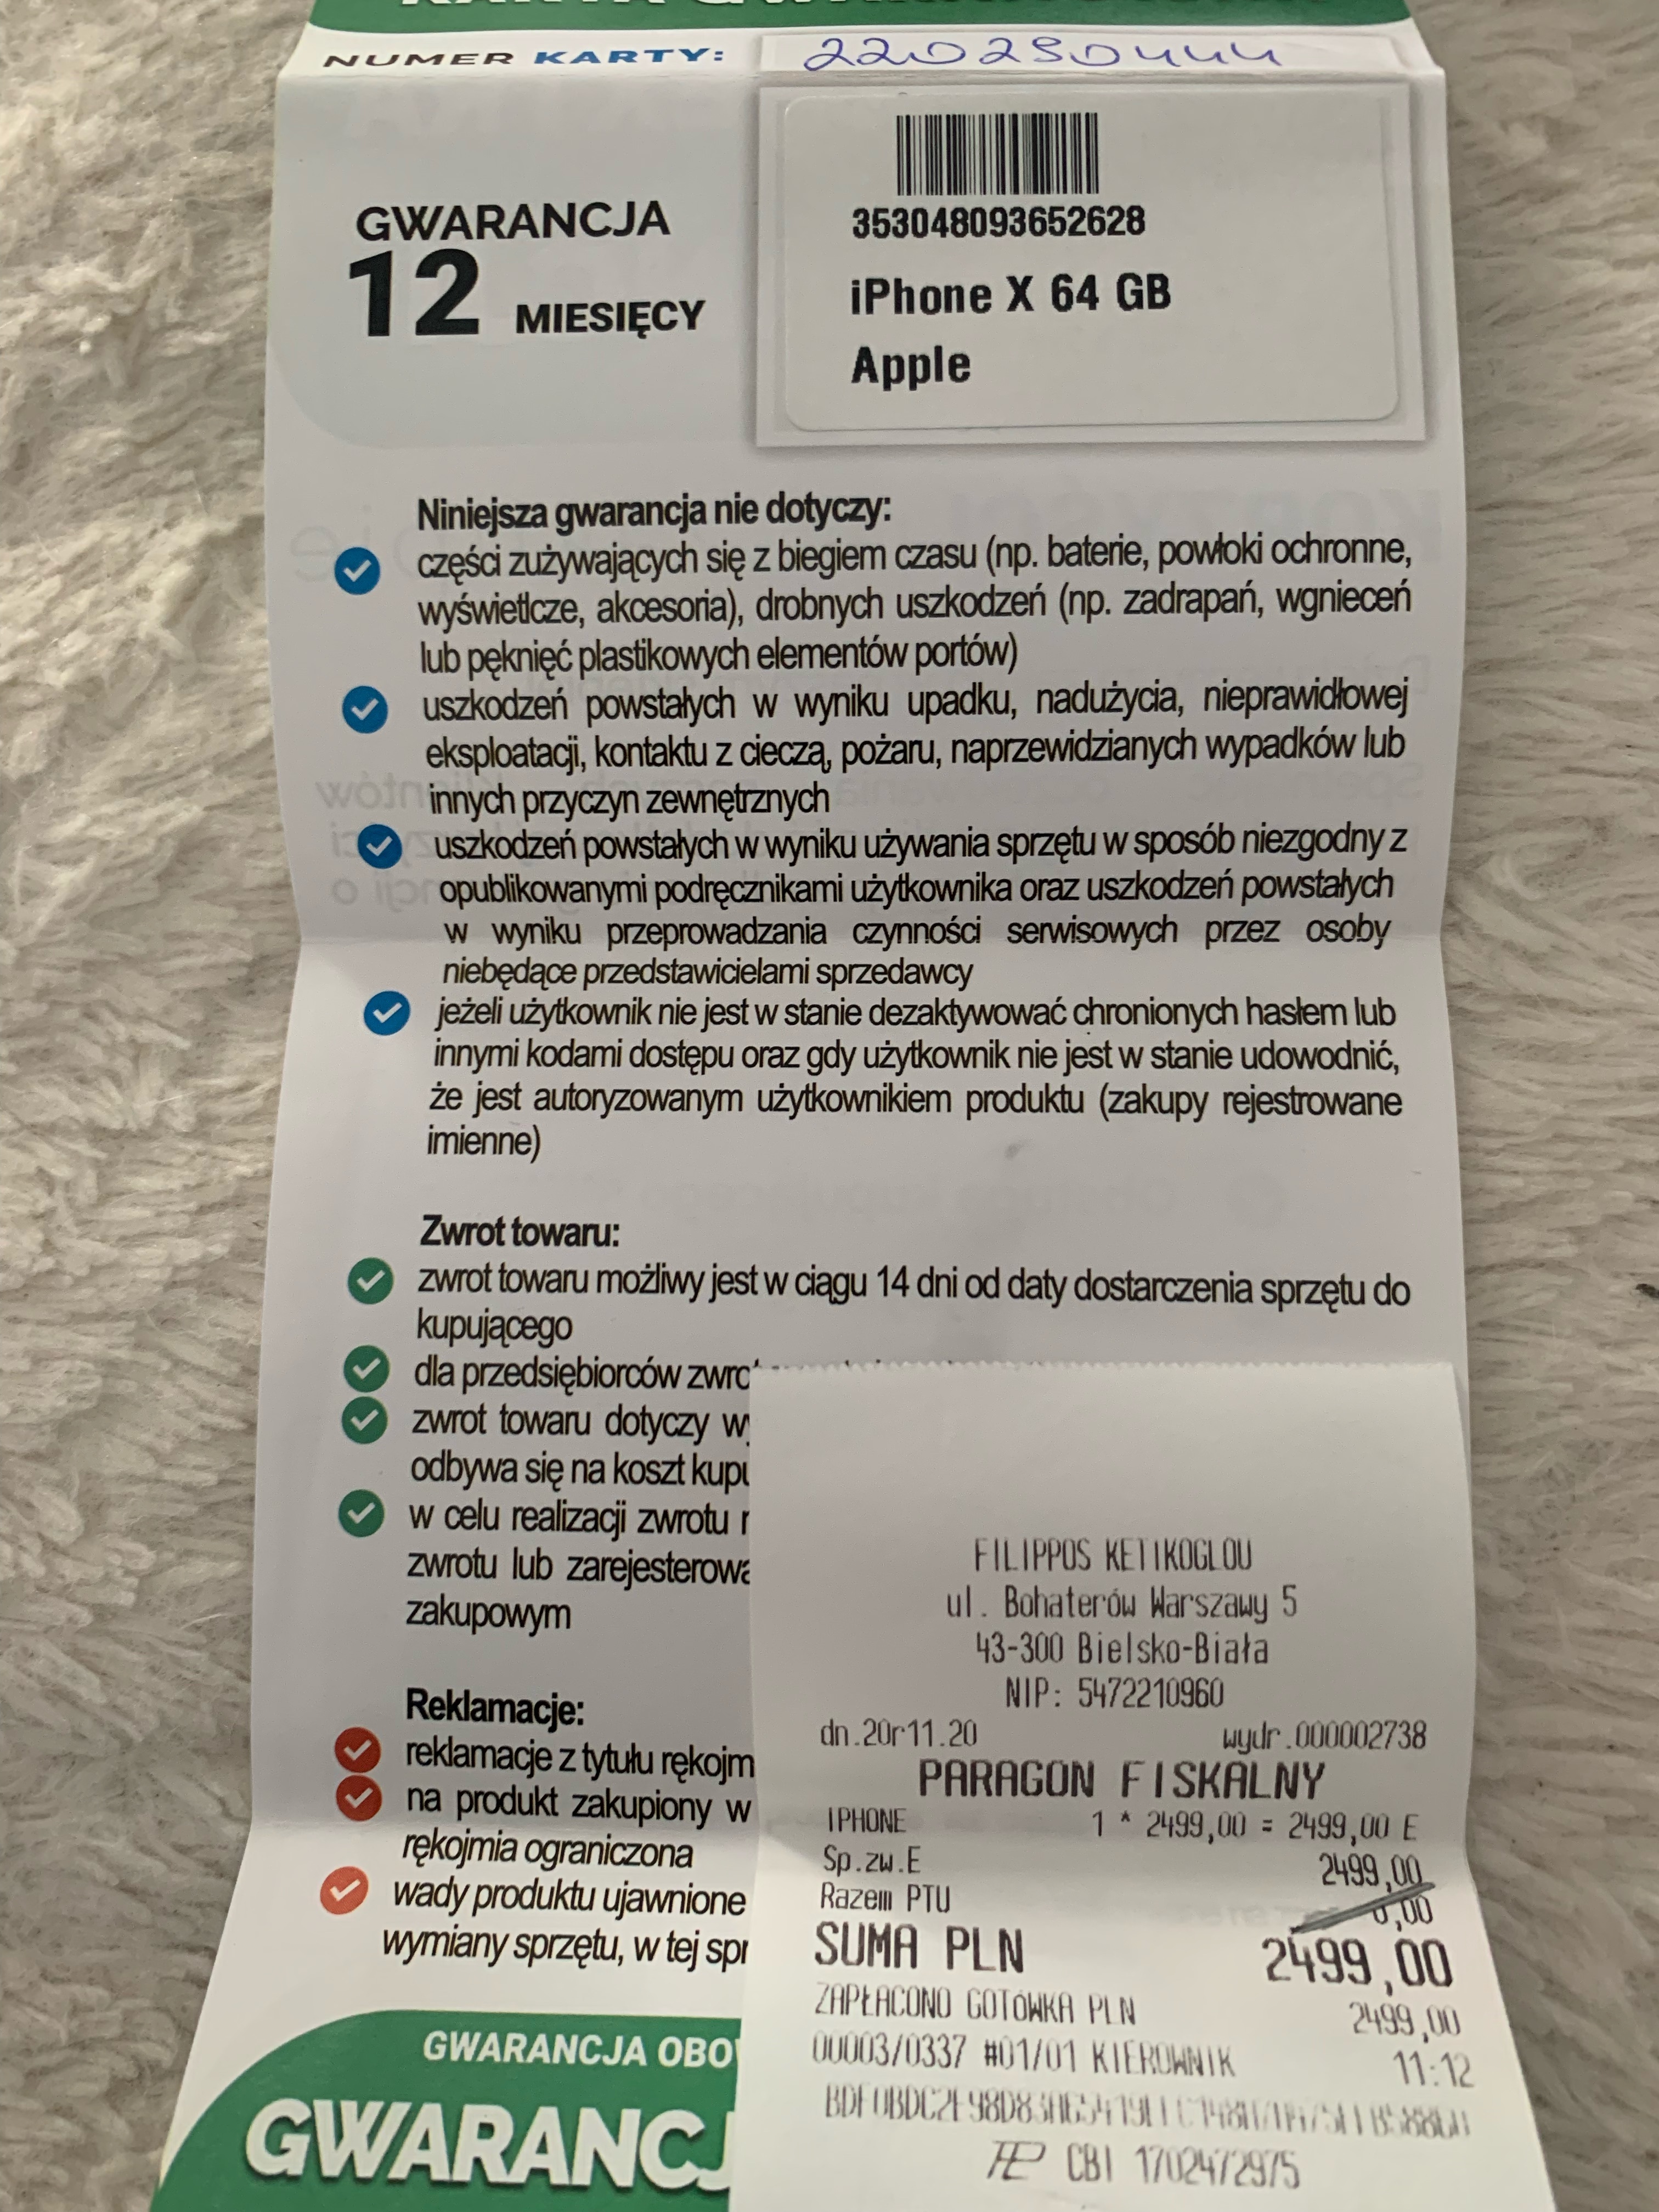 NUMER KARTY: 220290444
353048093652628
GWARANCJA
12 MIESIĘCY
iPhone X 64 GB
Apple
Niniejsza gwarancja nie dotyczy:
części zużywających się z biegiem czasu (np. baterie, powłoki ochronne,
wyświetlcze, akcesoria), drobnych uszkodzeń (np. zadrapań, wgnieceń
lub pęknięć plastikowych elementów portów)
uszkodzeń powstałych w wyniku upadku, nadużycia, nieprawidłowej
eksploatacji, kontaktu z cieczą, pożaru, naprzewidzianych wypadków lub
innych przyczyn zewnętrznych
uszkodzeń powstałych w wyniku używania sprzętu w sposób niezgodny z
opublikowanymi podręcznikami użytkownika oraz uszkodzeń powstałych
w wyniku przeprowadzania czynności serwisowych przez osoby
niebędące przedstawicielami sprzedawcy
jeżeli użytkownik nie jest w stanie dezaktywować chronionych hasłem lub
innymi kodami dostępu oraz gdy użytkownik nie jest w stanie udowodnić,
że jest autoryzowanym użytkownikiem produktu (zakupy rejestrowane
imienne)
Zwrot towaru:
zwrot towaru możliwy jest w ciągu 14 dni od daty dostarczenia sprzętu do
kupującego
dla przedsiębiorców
zwrot towaru dotyczy
odbywa się na koszt
w celu realizacji zwrotu
zwrotu lub
zakupowym
Reklamacje:
reklamacje z tytułu
na produkt zakupiony w
rękojmia ograniczona
wady produktu ujawnione
wymiany sprzętu, w tej
GWARANCJA
FILIPPOS KETIKOGLOU
ul. Bohaterów Warszawy 5
43-300 Bielsko-Biała
NIP: 5472210960
dn.20r11.20 wydr.000002738
PARAGON FISKALNY
IPHONE 1 * 2499,00 = 2499,00 E
Sp.zw.E 2499,00
Razem PTU 0,00
SUMA PLN 2499,00
ZAPŁACONO GOTÓWKA PLN 2499,00
00003/0337 #01/01 KIEROWNIK 11:12
CBI 1702472975